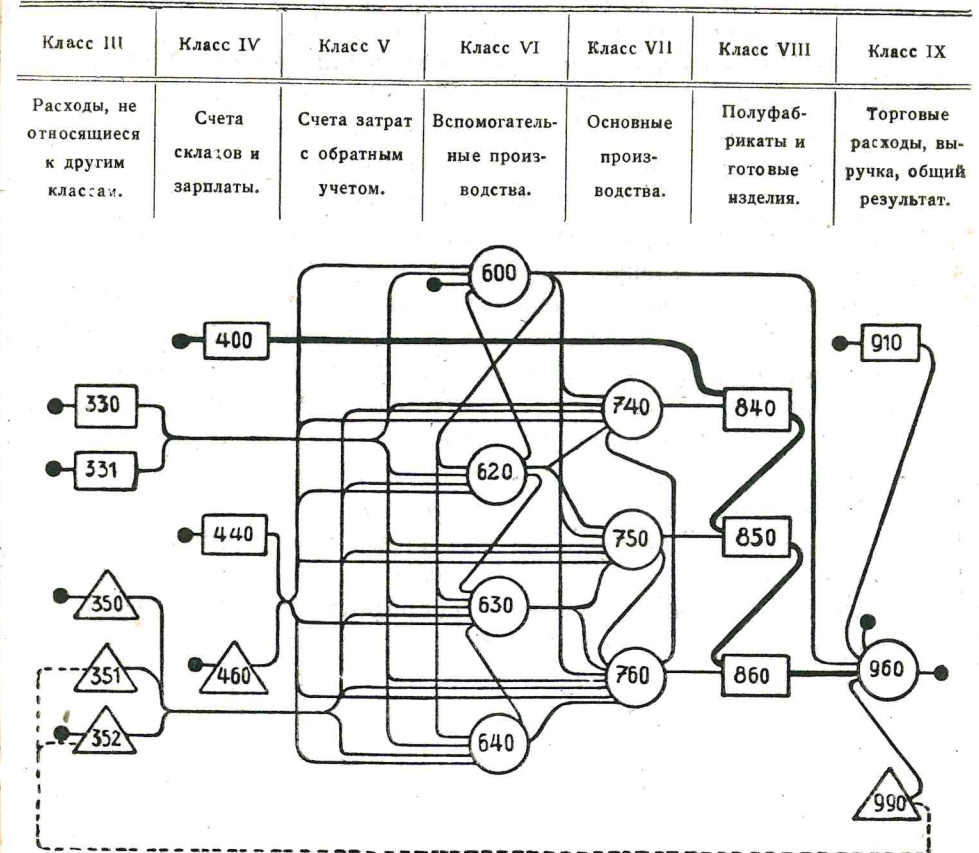 Класс III
Класс IV
Класс V
Класс VI
Класс VII
Класс VIII
Класс IX
Расходы, не
относящиеся
к другим
классам.
Счета
складов и
зарплаты.
Счета затрат
с обратным
учетом.
Вспомогатель-
ные произ-
водства.
Основные
произ-
водства.
Полуфаб-
рикаты и
готовые
изделия.
Торговые
расходы, вы-
ручка, общий
результат.
600
400
910
330
740
840
331
620
440
750
850
350
630
351
460
760
860
960
352
640
990